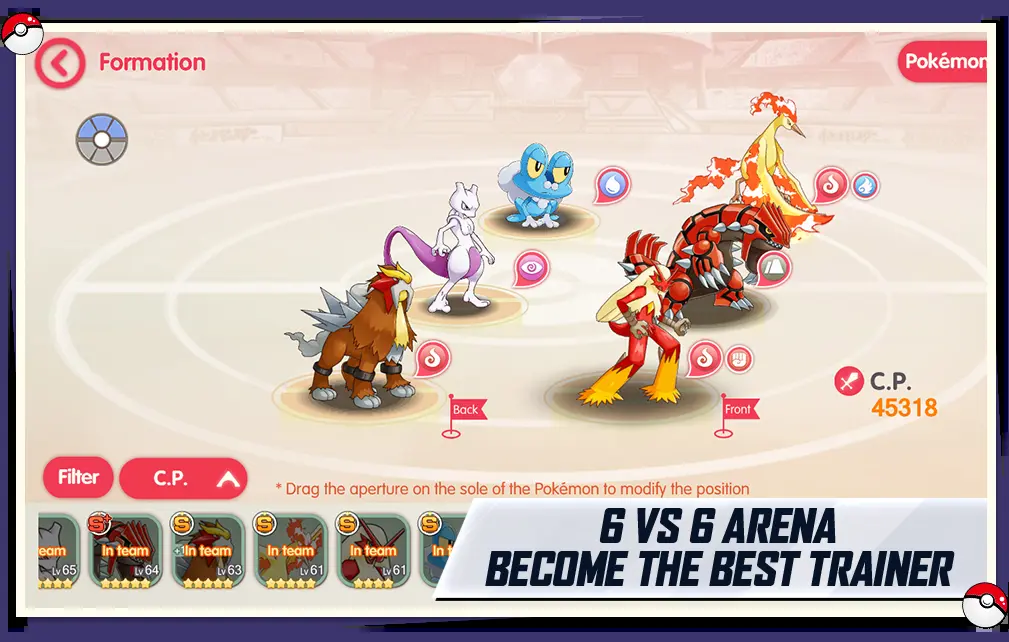 Formation
Pokémon
Back
Front
C.P.
45318
Filter
C.P.
* Drag the aperture on the sole of the Pokémon to modify the position
eam
Lv 65
S+
In team
Lv 64
S
+1In team
Lv 63
S
In team
Lv 61
S
In team
Lv 61
S
In t
6 VS 6 ARENA
BECOME THE BEST TRAINER